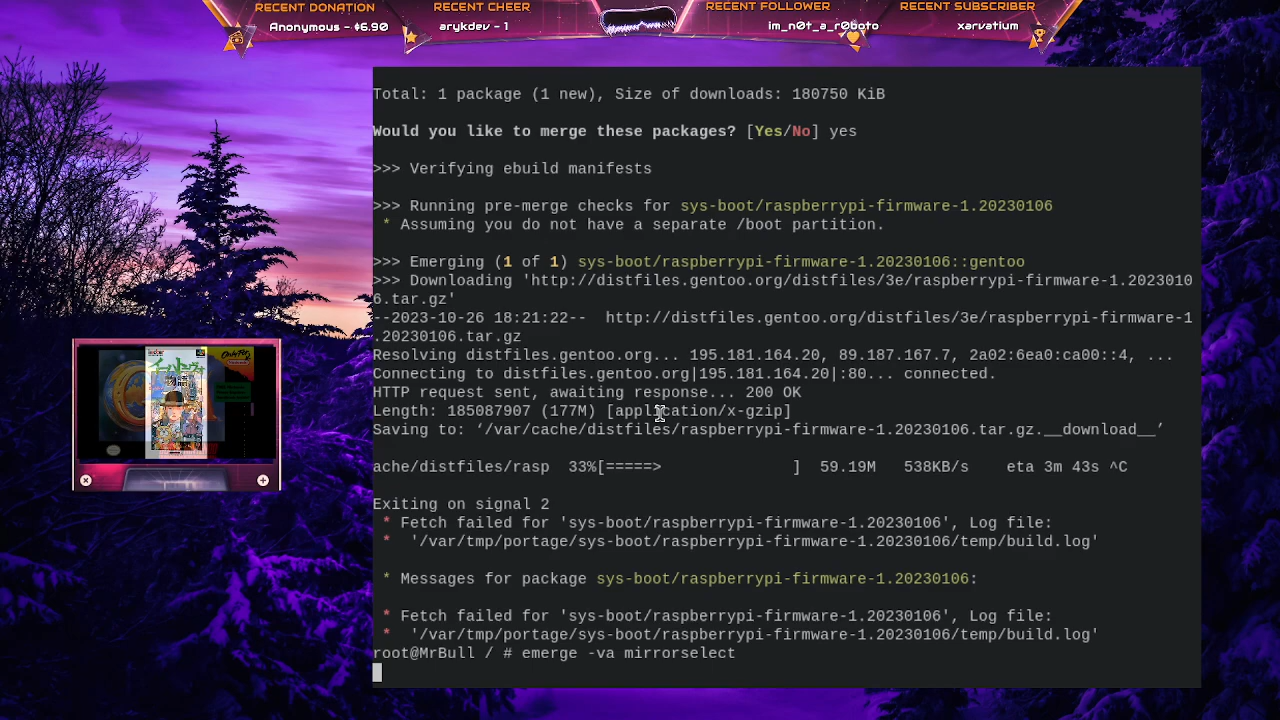 RECENT DONATION
RECENT CHEER
RECENT FOLLOWER
RECENT SUBSCRIBER
Anonymous - $6.90
arykdev - 1
im_n0t_a_r0boto
xarvatium
Total: 1 package (1 new), Size of downloads: 180750 KiB
Would you like to merge these packages? [Yes/No] yes
>>> Verifying ebuild manifests
>>> Running pre-merge checks for sys-boot/raspberrypi-firmware-1.20230106
* Assuming you do not have a separate /boot partition.
>>> Emerging (1 of 1) sys-boot/raspberrypi-firmware-1.20230106::gentoo
>>> Downloading 'http://distfiles.gentoo.org/distfiles/3e/raspberrypi-firmware-1.2023010
6.tar.gz'
--2023-10-26 18:21:22--  http://distfiles.gentoo.org/distfiles/3e/raspberrypi-firmware-1
.20230106.tar.gz
Resolving distfiles.gentoo.org... 195.181.164.20, 89.187.167.7, 2a02:6ea0:ca00::4, ...
Connecting to distfiles.gentoo.org|195.181.164.20|:80... connected.
HTTP request sent, awaiting response... 200 OK
Length: 185087907 (177M) [application/x-gzip]
Saving to: ‘/var/cache/distfiles/raspberrypi-firmware-1.20230106.tar.gz.__download__’
ache/distfiles/rasp  33%[=====>              ]  59.19M   538KB/s    eta 3m 43s ^C
Exiting on signal 2
* Fetch failed for 'sys-boot/raspberrypi-firmware-1.20230106', Log file:
*  '/var/tmp/portage/sys-boot/raspberrypi-firmware-1.20230106/temp/build.log'
* Messages for package sys-boot/raspberrypi-firmware-1.20230106:
* Fetch failed for 'sys-boot/raspberrypi-firmware-1.20230106', Log file:
*  '/var/tmp/portage/sys-boot/raspberrypi-firmware-1.20230106/temp/build.log'
root@MrBull / # emerge -va mirrorselect